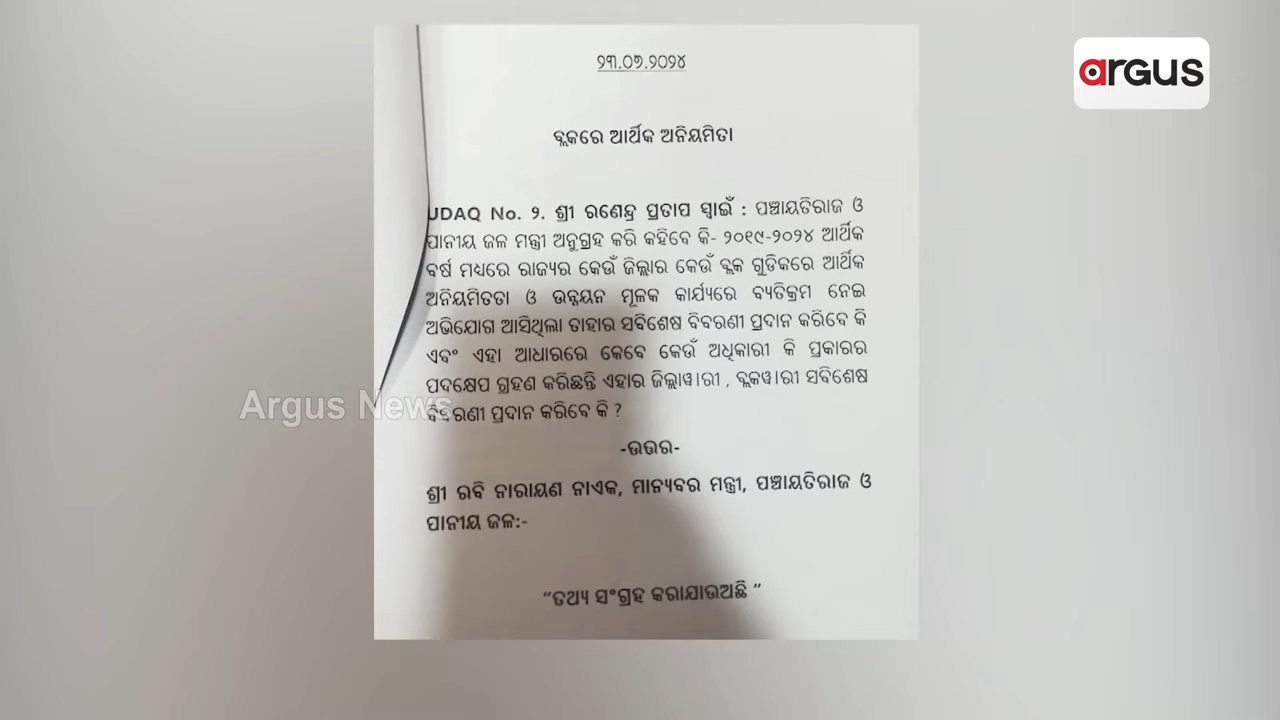 argus
୨୩.୦୭.୨୦୨୪
ବ୍ଲକରେ ଆର୍ଥିକ ଅନିୟମିତା
UDAQ No. ୨. ଶ୍ରୀ ରଣେନ୍ଦ୍ର ପ୍ରତାପ ସ୍ୱାଇଁ : ପଞ୍ଚାୟତିରାଜ ଓ
ପାନୀୟ ଜଳ ମନ୍ତ୍ରୀ ଅନୁଗ୍ରହ କରି କହିବେ କି- ୨୦୧୯-୨୦୨୪ ଆର୍ଥିକ
ବର୍ଷ ମଧ୍ୟରେ ରାଜ୍ୟର କେଉଁ ଜିଲ୍ଲାର କେଉଁ ବ୍ଲକ ଗୁଡିକରେ ଆର୍ଥିକ
ଅନିୟମିତତା ଓ ଉନ୍ନୟନ ମୂଳକ କାର୍ଯ୍ୟରେ ବ୍ୟତିକ୍ରମ ନେଇ
ଅଭିଯୋଗ ଆସିଥିଲା ତାହାର ସବିଶେଷ ବିବରଣୀ ପ୍ରଦାନ କରିବେ କି
ଏବଂ ଏହା ଆଧାରରେ କେବେ କେଉଁ ଅଧିକାରୀ କି ପ୍ରକାରର
ପଦକ୍ଷେପ ଗ୍ରହଣ କରିଛନ୍ତି ଏହାର ଜିଲ୍ଲାୱାରୀ , ବ୍ଲକୱାରୀ ସବିଶେଷ
Argus News
ବିବରଣୀ ପ୍ରଦାନ କରିବେ କି ?
-ଉତ୍ତର-
ଶ୍ରୀ ରବି ନାରାୟଣ ନାଏକ, ମାନ୍ୟବର ମନ୍ତ୍ରୀ, ପଞ୍ଚାୟତିରାଜ ଓ
ପାନୀୟ ଜଳ:-
"ତଥ୍ୟ ସଂଗ୍ରହ କରାଯାଉଅଛି "